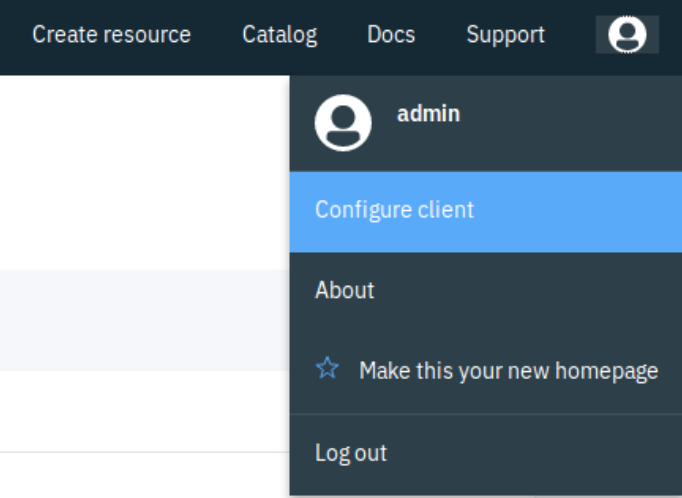 Create resource Catalog Docs Support
admin
Configure client
About
Make this your new homepage
Log out